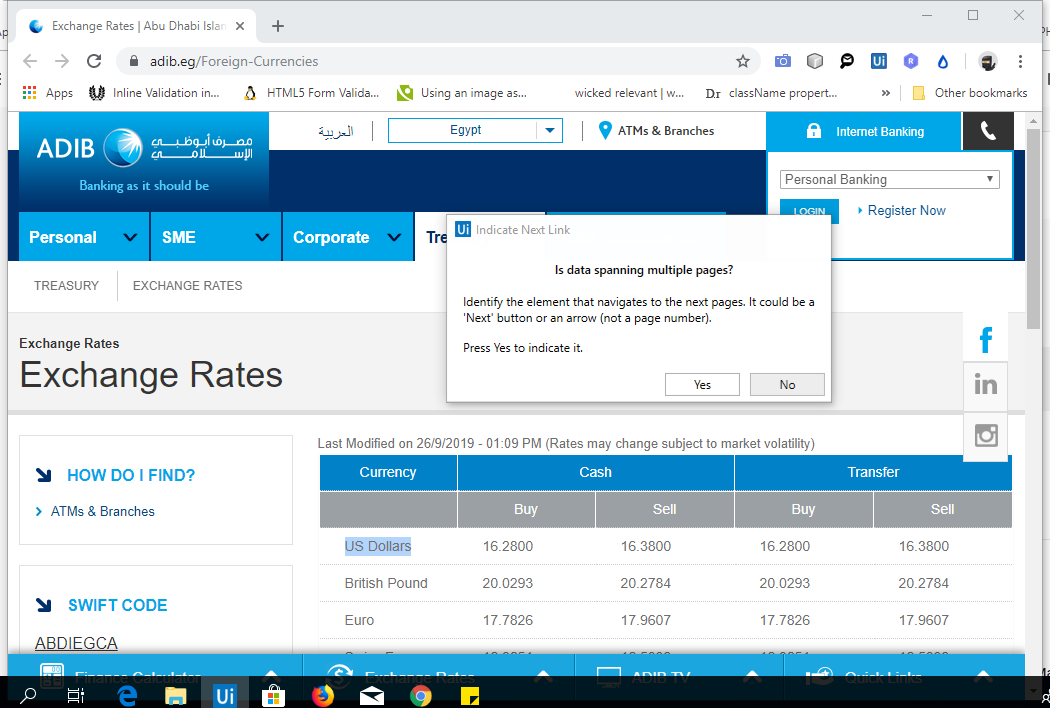 Exchange Rates | Abu Dhabi Islan
adib.eg/Foreign-Currencies
Apps
Inline Validation in...
HTML5 Form Valida...
Using an image as...
wicked relevant | w...
Dr className propert...
»
Other bookmarks
ADIB
مصرف أبوظبي
الإسلامي
Banking as it should be
العربية
Egypt
ATMs & Branches
Internet Banking
Personal Banking
LOGIN
Register Now
Personal
SME
Corporate
Tre
TREASURY
EXCHANGE RATES
Ui Indicate Next Link
Is data spanning multiple pages?
Identify the element that navigates to the next pages. It could be a
'Next' button or an arrow (not a page number).
Press Yes to indicate it.
Yes
No
Exchange Rates
Exchange Rates
f
in
HOW DO I FIND?
ATMs & Branches
SWIFT CODE
ABDIEGCA
Last Modified on 26/9/2019 - 01:09 PM (Rates may change subject to market volatility)
Currency Cash Transfer
Buy Sell Buy Sell
US Dollars 16.2800 16.3800 16.2800 16.3800
British Pound 20.0293 20.2784 20.0293 20.2784
Euro 17.7826 17.9607 17.7826 17.9607
Finance Calculator
Exchange Rates
ADIB TV
Quick Links
Ui